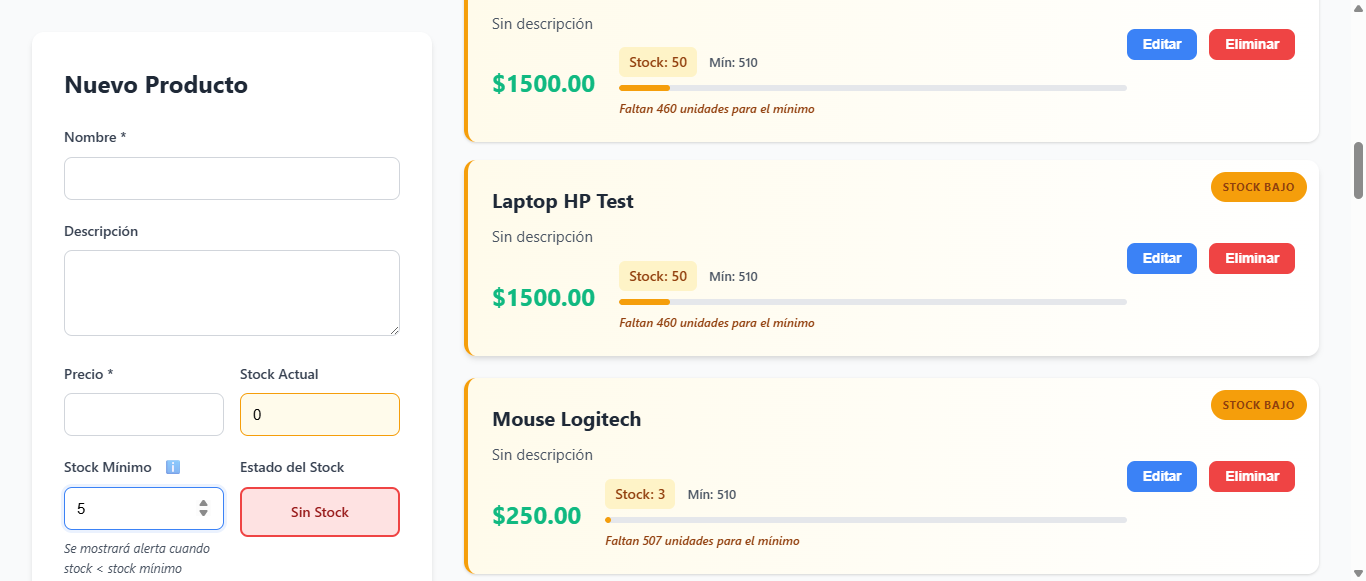 Nuevo Producto
Nombre *
Descripción
Precio *
Stock Actual
0
Stock Mínimo
i
Estado del Stock
5
Sin Stock
Se mostrará alerta cuando
stock < stock mínimo
Sin descripción
Editar
Eliminar
$1500.00
Stock: 50
Mín: 510
Faltan 460 unidades para el mínimo
STOCK BAJO
Laptop HP Test
Sin descripción
Editar
Eliminar
$1500.00
Stock: 50
Mín: 510
Faltan 460 unidades para el mínimo
STOCK BAJO
Mouse Logitech
Sin descripción
Editar
Eliminar
$250.00
Stock: 3
Mín: 510
Faltan 507 unidades para el mínimo